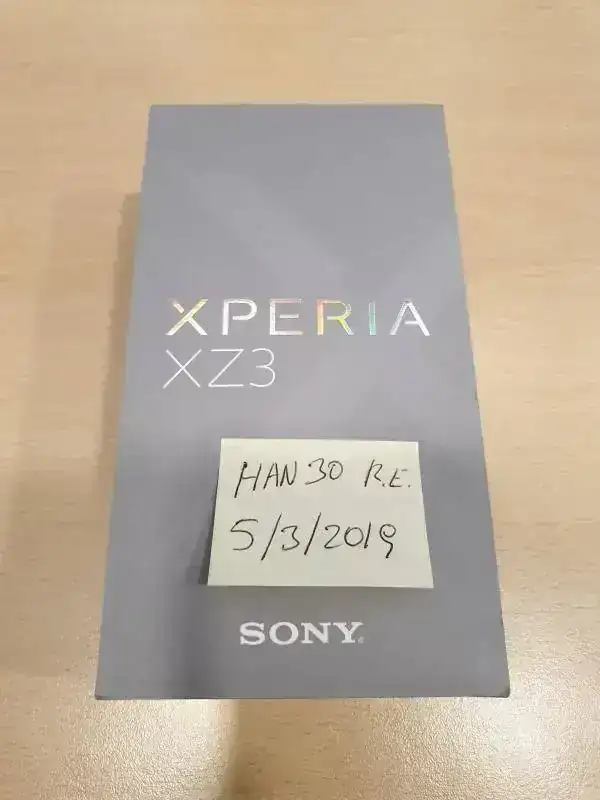 XPERIA
XZ3
HAN 30 R.E.
5/3/2019
SONY